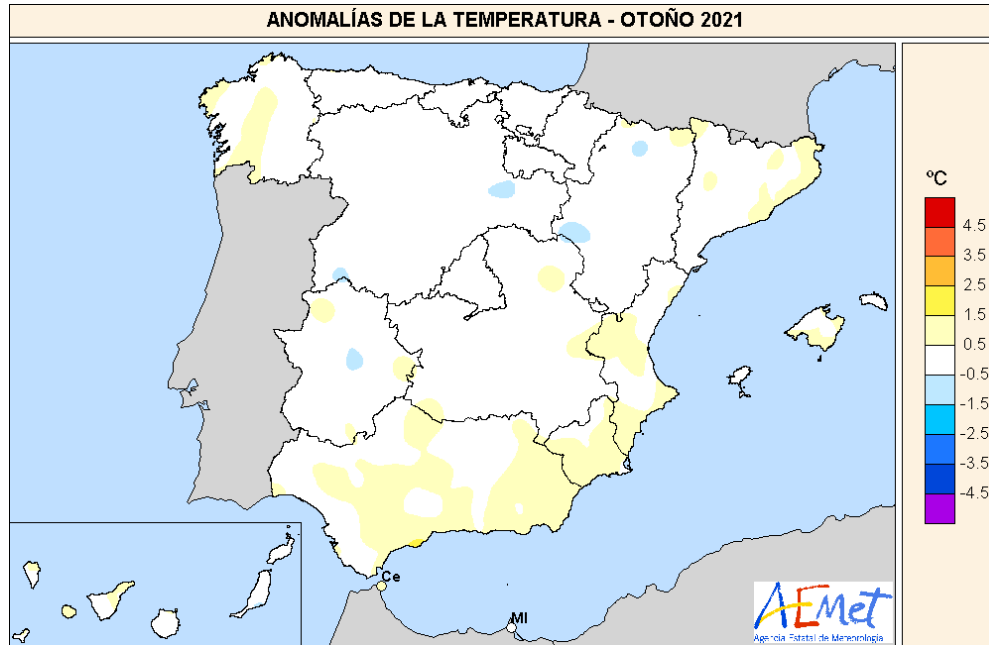 ANOMALÍAS DE LA TEMPERATURA - OTOÑO 2021
ºC
4.5
3.5
2.5
1.5
0.5
-0.5
-1.5
-2.5
-3.5
-4.5
Ce
Ml
AEMet
Agencia Estatal de Meteorología